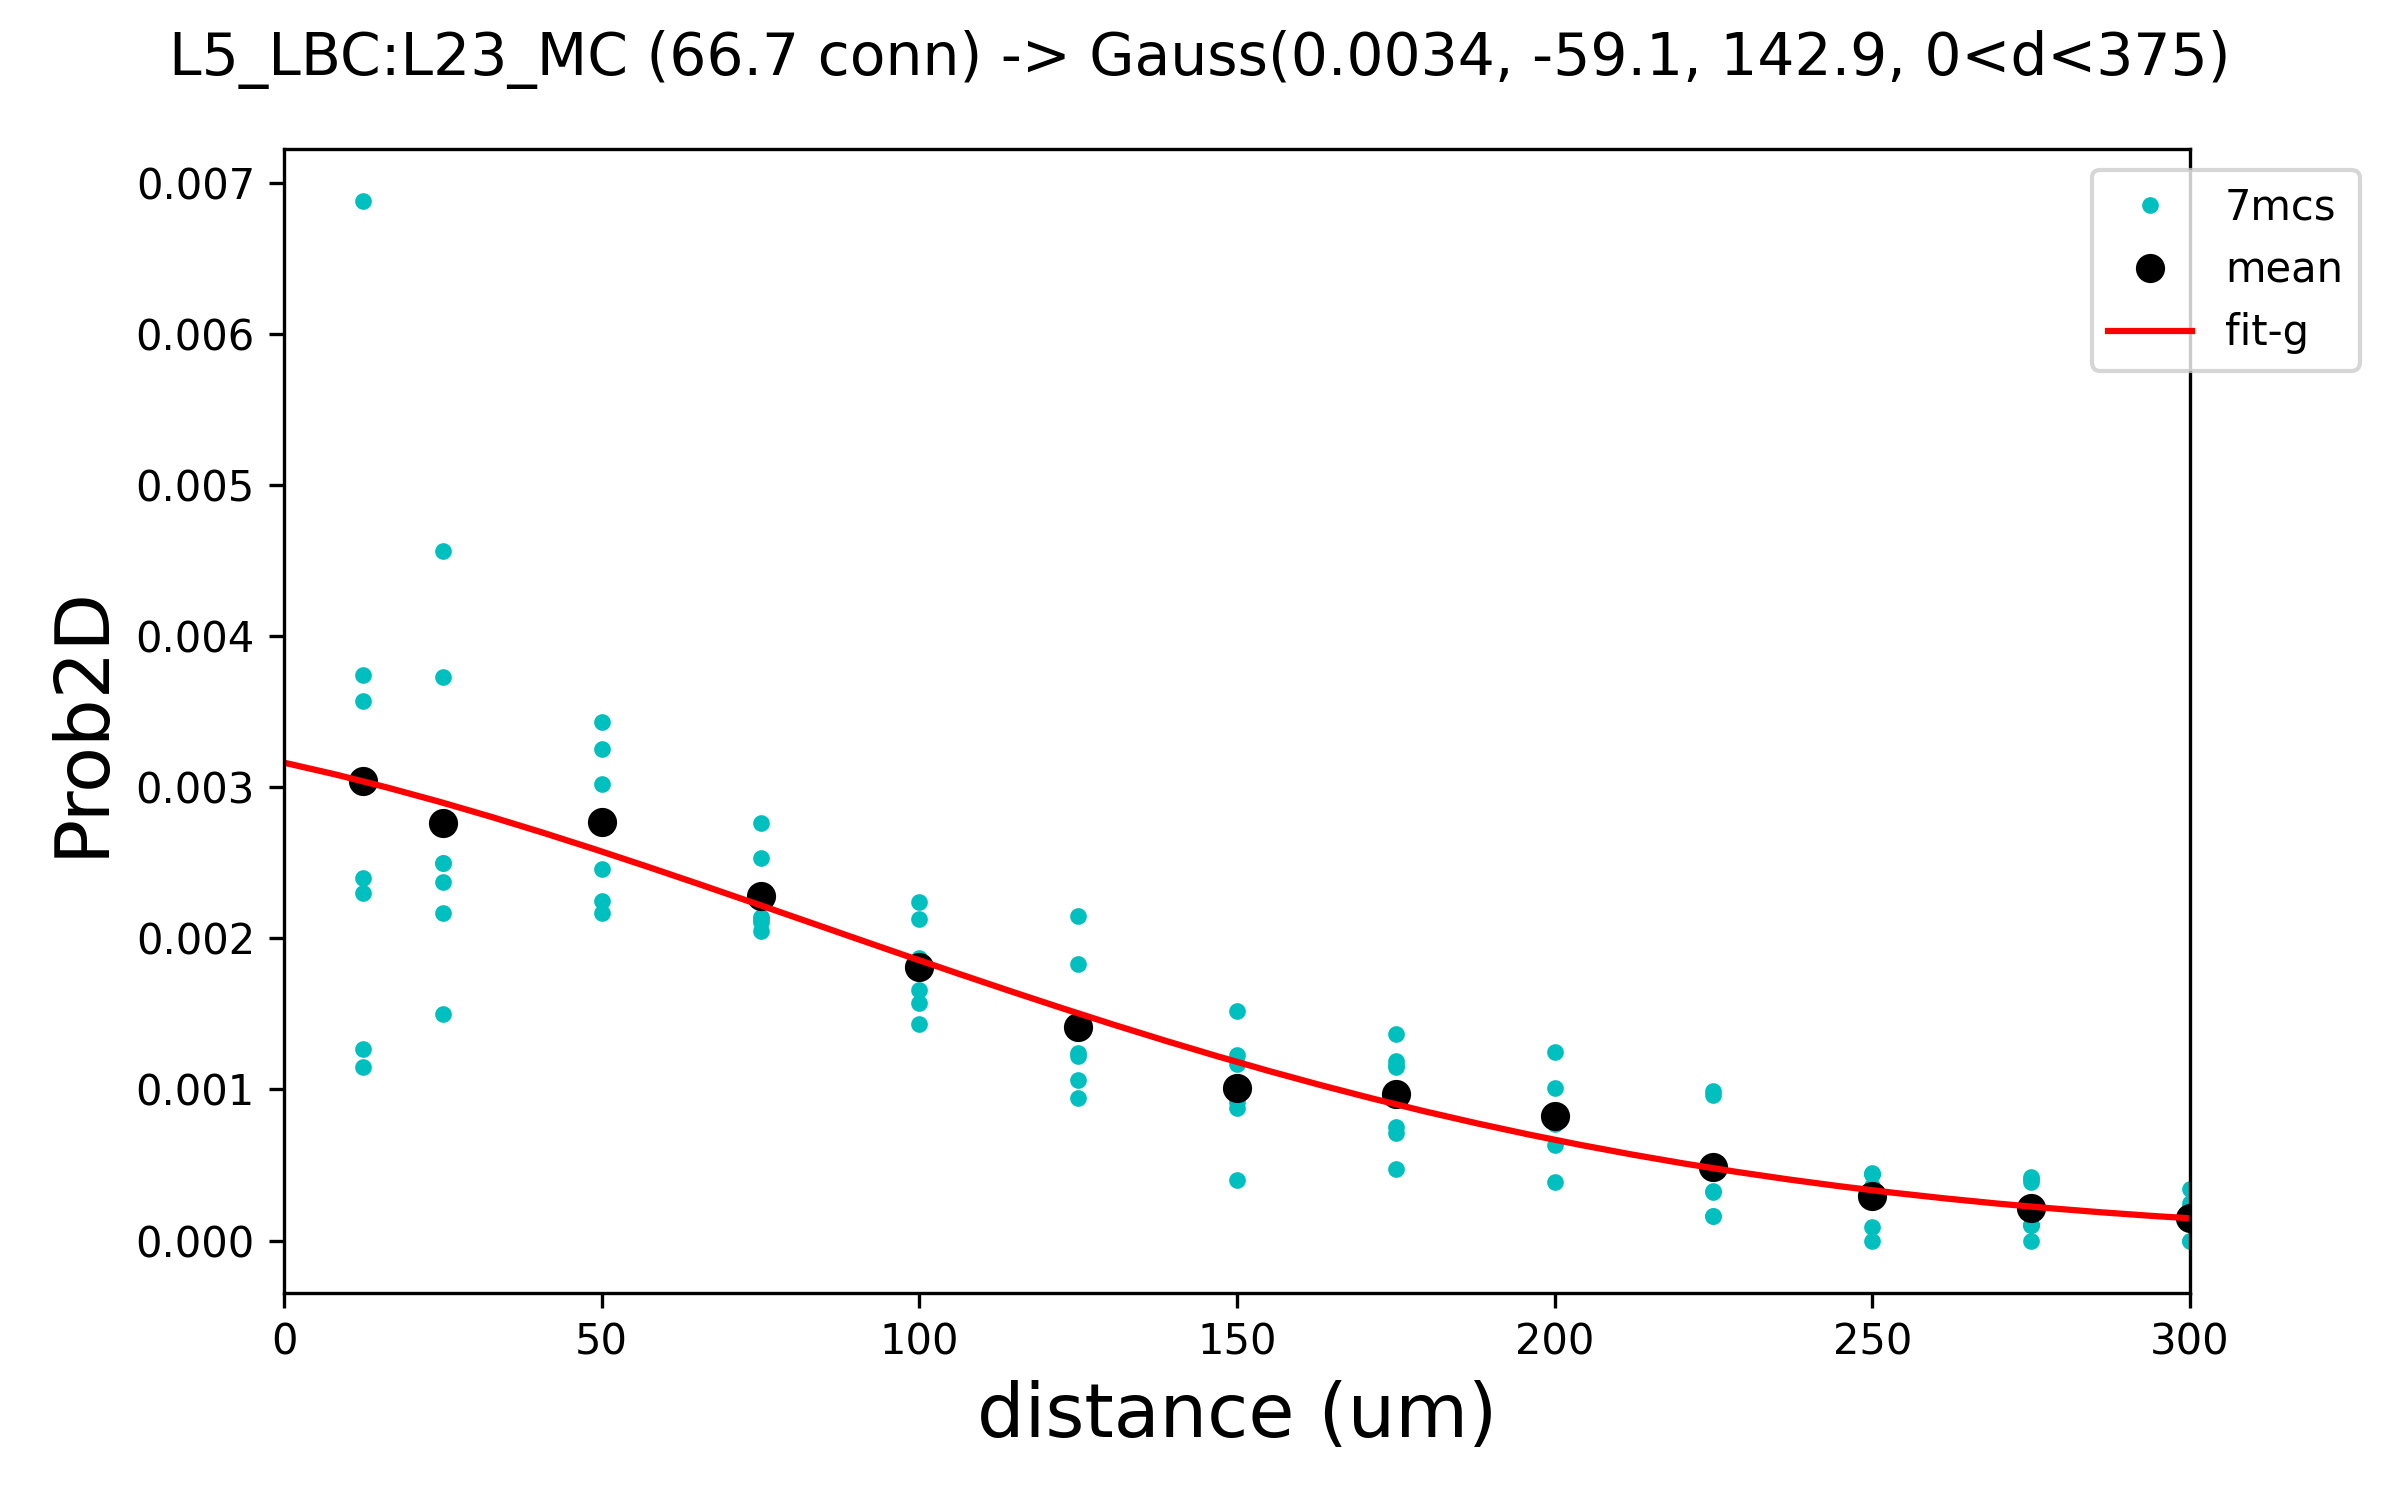 L5_LBC:L23_MC (66.7 conn) -> Gauss(0.0034, -59.1, 142.9, 0<d<375)
0.007
0.006
0.005
0.004
0.003
0.002
0.001
0.000
Prob2D
7mcs
mean
fit-g
0 50 100 150 200 250 300
distance (um)